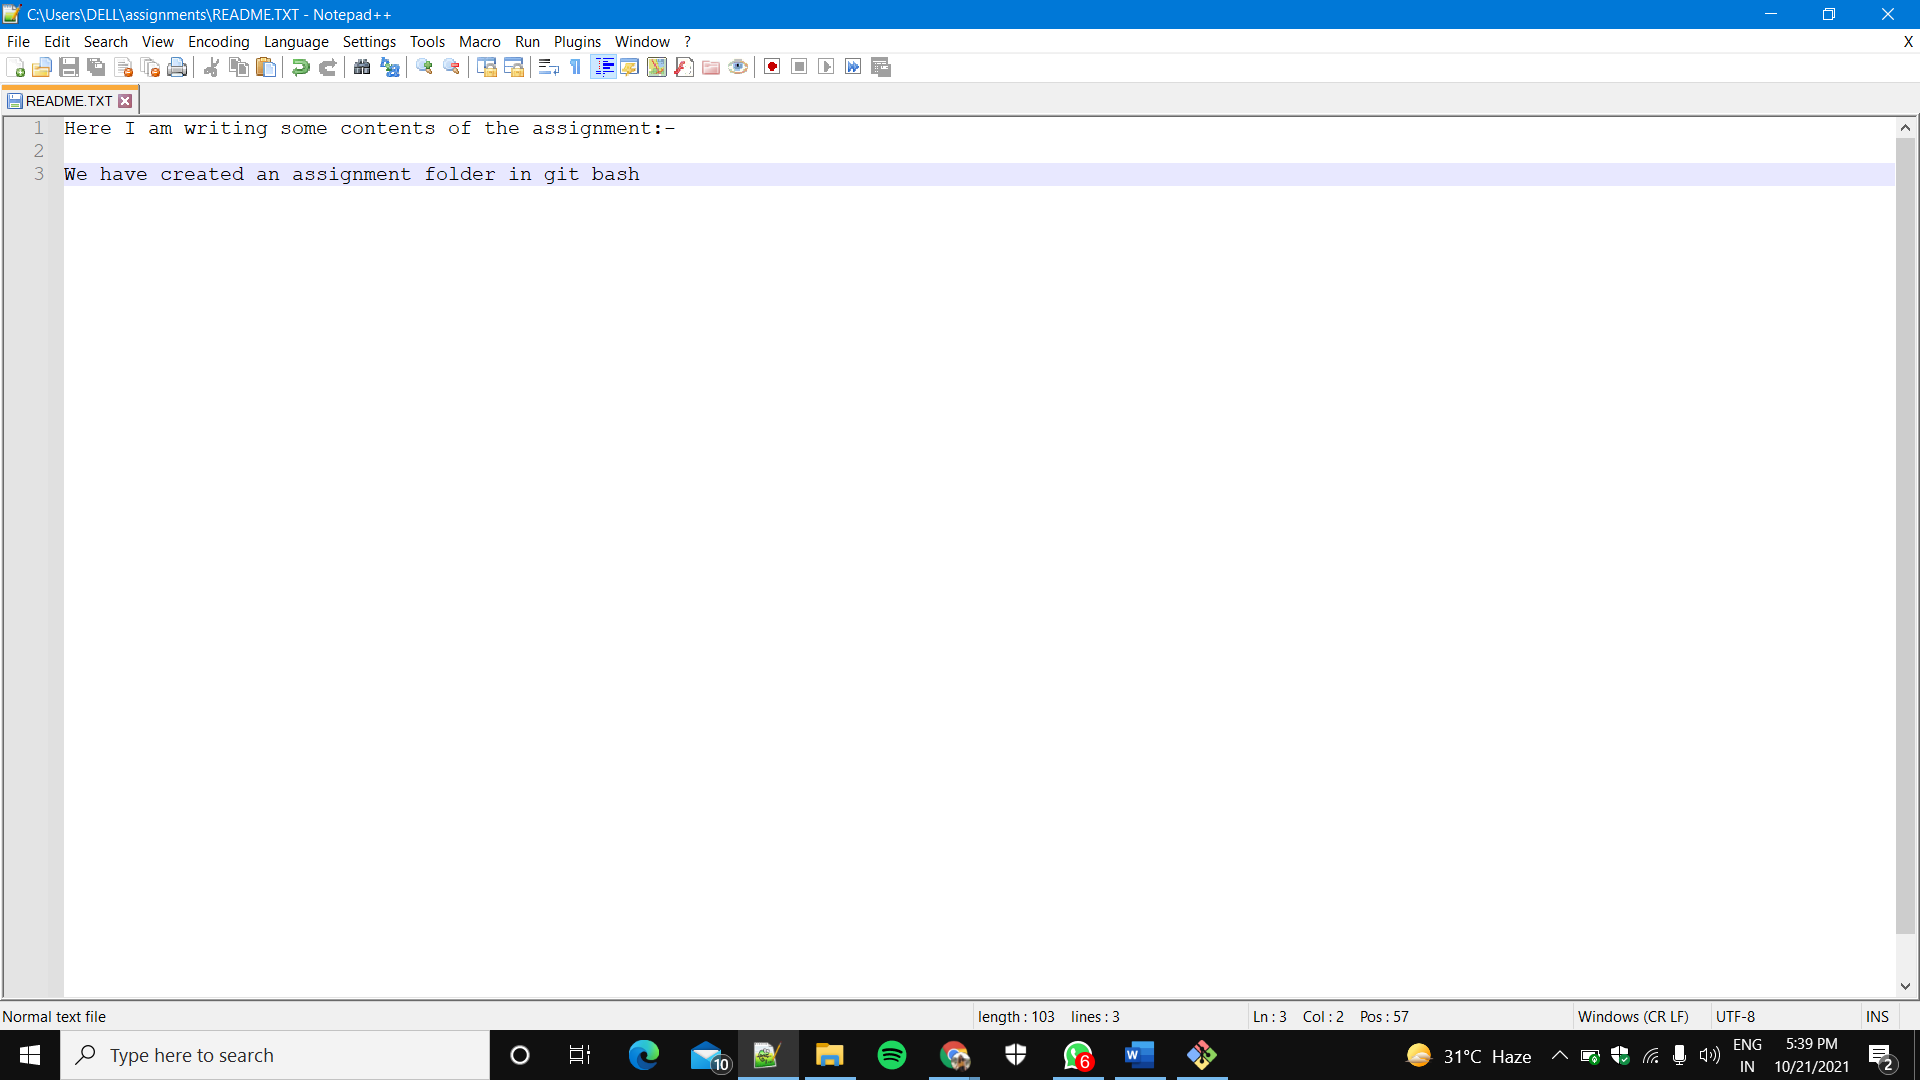 C:\Users\DELL\assignments\README.TXT - Notepad++
File Edit Search View Encoding Language Settings Tools Macro Run Plugins Window ? X
README.TXT
1 Here I am writing some contents of the assignment:-
2
3 We have created an assignment folder in git bash
Normal text file length : 103 lines : 3 Ln : 3 Col : 2 Pos : 57 Windows (CR LF) UTF-8 INS
Type here to search 10 6 W 31°C Haze ENG 5:39 PM
IN 10/21/2021 2